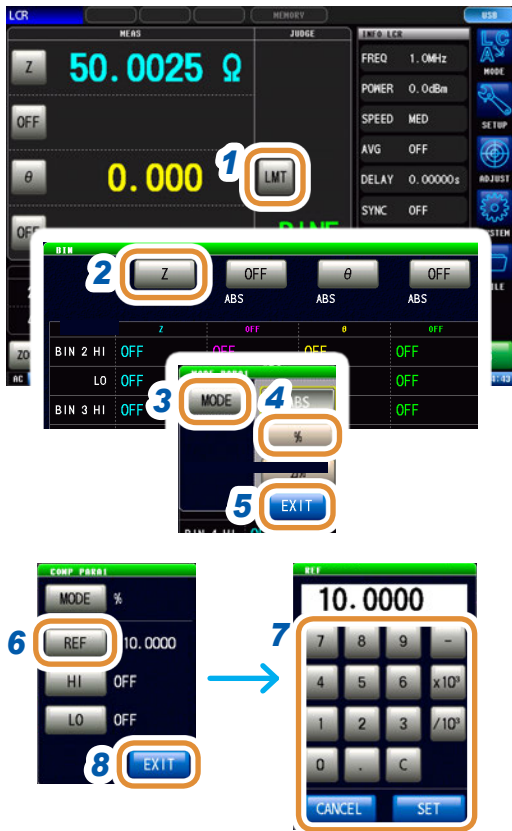 LCR MEMORY USB
MEAS JUDGE INFO LCR
Z 50.0025 Ω
FREQ 1.0MHz
POWER 0.0dBm
MODE
OFF
SPEED MED
SETUP
AVG OFF
θ 0.000
1
LMT
DELAY 0.00000s
ADJUST
SYNC OFF
BIN
2
Z OFF θ OFF
ABS ABS ABS
Z OFF θ OFF
BIN 2 HI OFF OFF OFF OFF
LO OFF OFF
BIN 3 HI OFF OFF
AC
3
MODE
4
ABS
%
Δ%
5
EXIT
COMP PARA1
MODE %
6
REF 10.0000
HI OFF
LO OFF
8
EXIT
REF
10.0000
7
7 8 9 -
4 5 6 x10³
1 2 3 /10³
0 . C
CANCEL SET